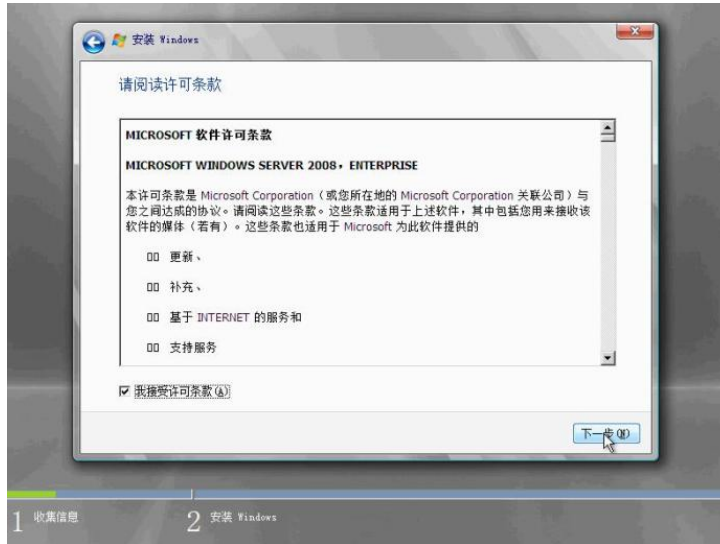 安装 Windows
请阅读许可条款
MICROSOFT 软件许可条款
MICROSOFT WINDOWS SERVER 2008，ENTERPRISE
本许可条款是 Microsoft Corporation（或您所在地的 Microsoft Corporation 关联公司）与
您之间达成的协议。请阅读这些条款。这些条款适用于上述软件，其中包括您用来接收该
软件的媒体（若有）。这些条款也适用于 Microsoft 为此软件提供的
更新、
补充、
基于 INTERNET 的服务和
支持服务
我接受许可条款(A)
下一步(N)
1 收集信息
2 安装 Windows